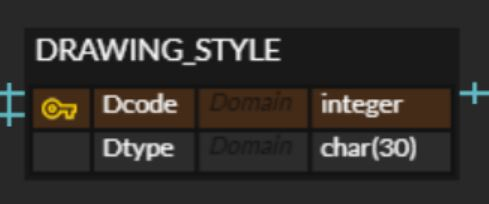 DRAWING_STYLE
Dcode Domain integer
Dtype Domain char(30)